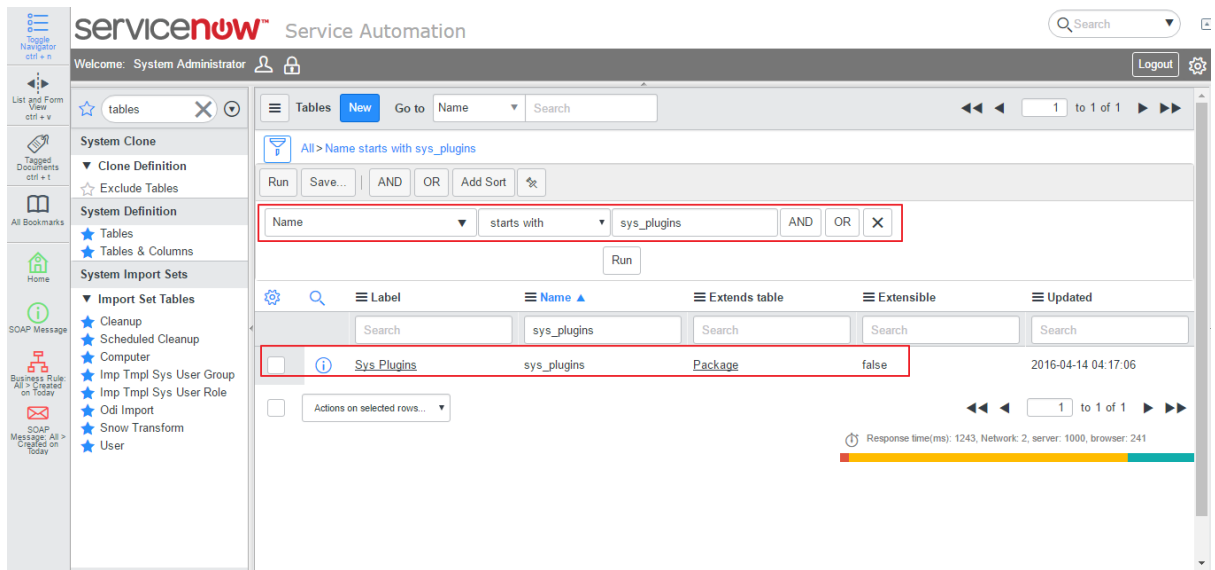 Toggle
Navigator
ctrl + n
List and Form
View
ctrl + v
Tagged
Documents
ctrl + t
All Bookmarks
Home
SOAP Message
Business Rule:
All > Created
on Today
SOAP
Message: All >
Created on
Today
servicenow™ Service Automation
Search
Welcome: System Administrator
Logout
tables
System Clone
▼ Clone Definition
Exclude Tables
System Definition
Tables
Tables & Columns
System Import Sets
▼ Import Set Tables
Cleanup
Scheduled Cleanup
Computer
Imp Tmpl Sys User Group
Imp Tmpl Sys User Role
Odi Import
Snow Transform
User
Tables New Go to Name Search 1 to 1 of 1
All > Name starts with sys_plugins
Run Save... | AND OR Add Sort
Name starts with sys_plugins AND OR X
Run
Label Name ▲ Extends table Extensible Updated
Search sys_plugins Search Search Search
Sys Plugins sys_plugins Package false 2016-04-14 04:17:06
Actions on selected rows... 1 to 1 of 1
Response time(ms): 1243, Network: 2, server: 1000, browser: 241